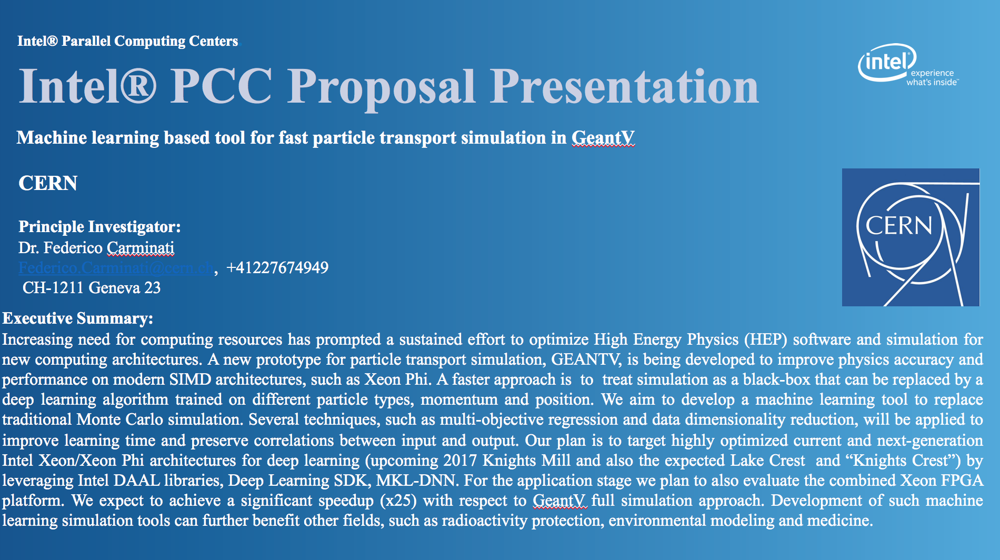 Intel® Parallel Computing Centers
Intel® PCC Proposal Presentation
intel®
experience
what's inside™
Machine learning based tool for fast particle transport simulation in GeantV
CERN
CERN
Principle Investigator:
Dr. Federico Carminati
Federico.Carminati@cern.ch, +41227674949
CH-1211 Geneva 23
Executive Summary:
Increasing need for computing resources has prompted a sustained effort to optimize High Energy Physics (HEP) software and simulation for
new computing architectures. A new prototype for particle transport simulation, GEANTV, is being developed to improve physics accuracy and
performance on modern SIMD architectures, such as Xeon Phi. A faster approach is to treat simulation as a black-box that can be replaced by a
deep learning algorithm trained on different particle types, momentum and position. We aim to develop a machine learning tool to replace
traditional Monte Carlo simulation. Several techniques, such as multi-objective regression and data dimensionality reduction, will be applied to
improve learning time and preserve correlations between input and output. Our plan is to target highly optimized current and next-generation
Intel Xeon/Xeon Phi architectures for deep learning (upcoming 2017 Knights Mill and also the expected Lake Crest and “Knights Crest”) by
leveraging Intel DAAL libraries, Deep Learning SDK, MKL-DNN. For the application stage we plan to also evaluate the combined Xeon FPGA
platform. We expect to achieve a significant speedup (x25) with respect to GeantV full simulation approach. Development of such machine
learning simulation tools can further benefit other fields, such as radioactivity protection, environmental modeling and medicine.